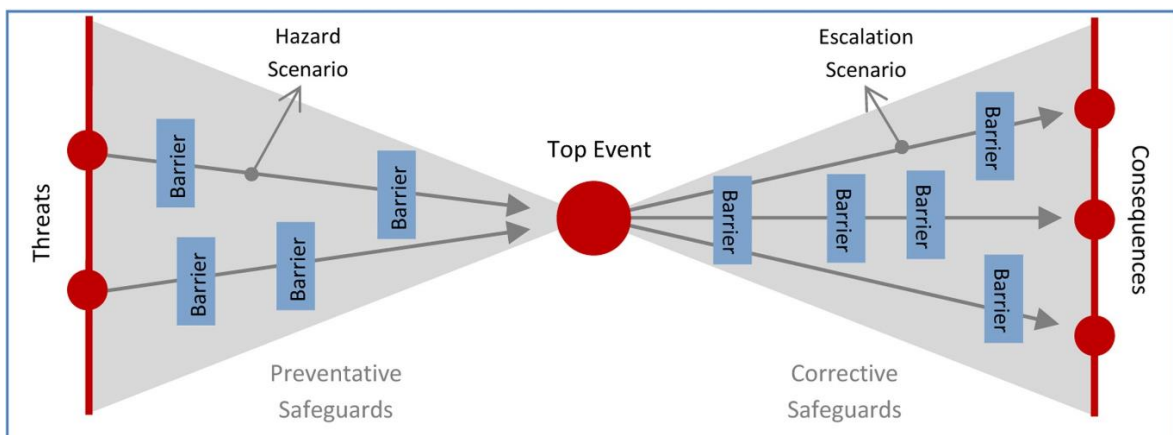 Hazard
Scenario
Escalation
Scenario
Top Event
Threats
Barrier
Barrier
Barrier
Barrier
Barrier
Barrier
Barrier
Barrier
Barrier
Consequences
Preventative
Safeguards
Corrective
Safeguards